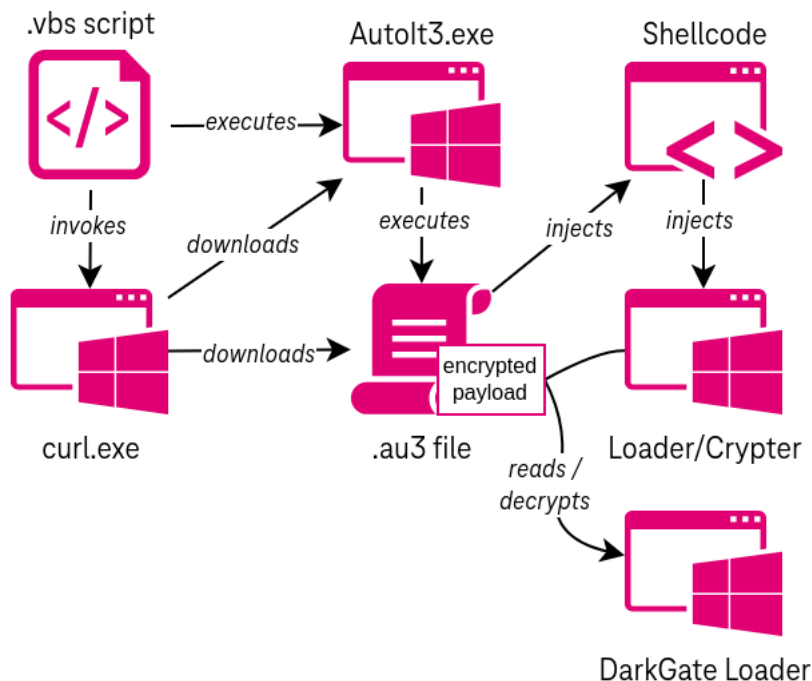 .vbs script
AutoIt3.exe
Shellcode
</>
executes
< >
invokes
downloads
executes
injects
injects
downloads
encrypted
payload
curl.exe
.au3 file
Loader/Crypter
reads /
decrypts
DarkGate Loader